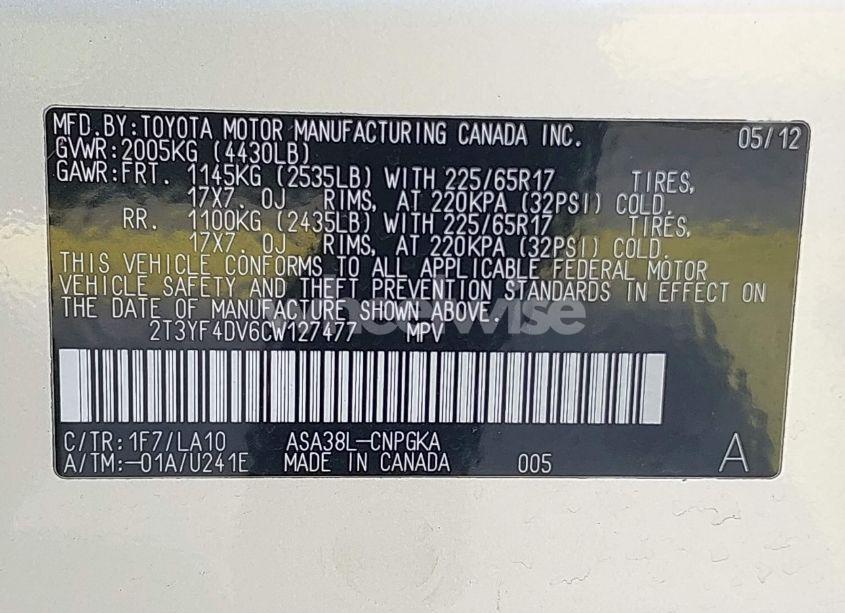 MFD.BY:TOYOTA MOTOR MANUFACTURING CANADA INC. 05/12
GVWR:2005KG (4430LB)
GAWR:FRT. 1145KG (2535LB) WITH 225/65R17 TIRES,
17X7.0J RIMS, AT 220KPA (32PSI) COLD.
RR. 1100KG (2435LB) WITH 225/65R17 TIRES,
17X7.0J RIMS, AT 220KPA (32PSI) COLD.
THIS VEHICLE CONFORMS TO ALL APPLICABLE FEDERAL MOTOR
VEHICLE SAFETY AND THEFT PREVENTION STANDARDS IN EFFECT ON
THE DATE OF MANUFACTURE SHOWN ABOVE.
2T3YF4DV6CW127477 MPV
C/TR:1F7/LA10 ASA38L-CNPGKA
A/TM:-01A/U241E MADE IN CANADA 005 A